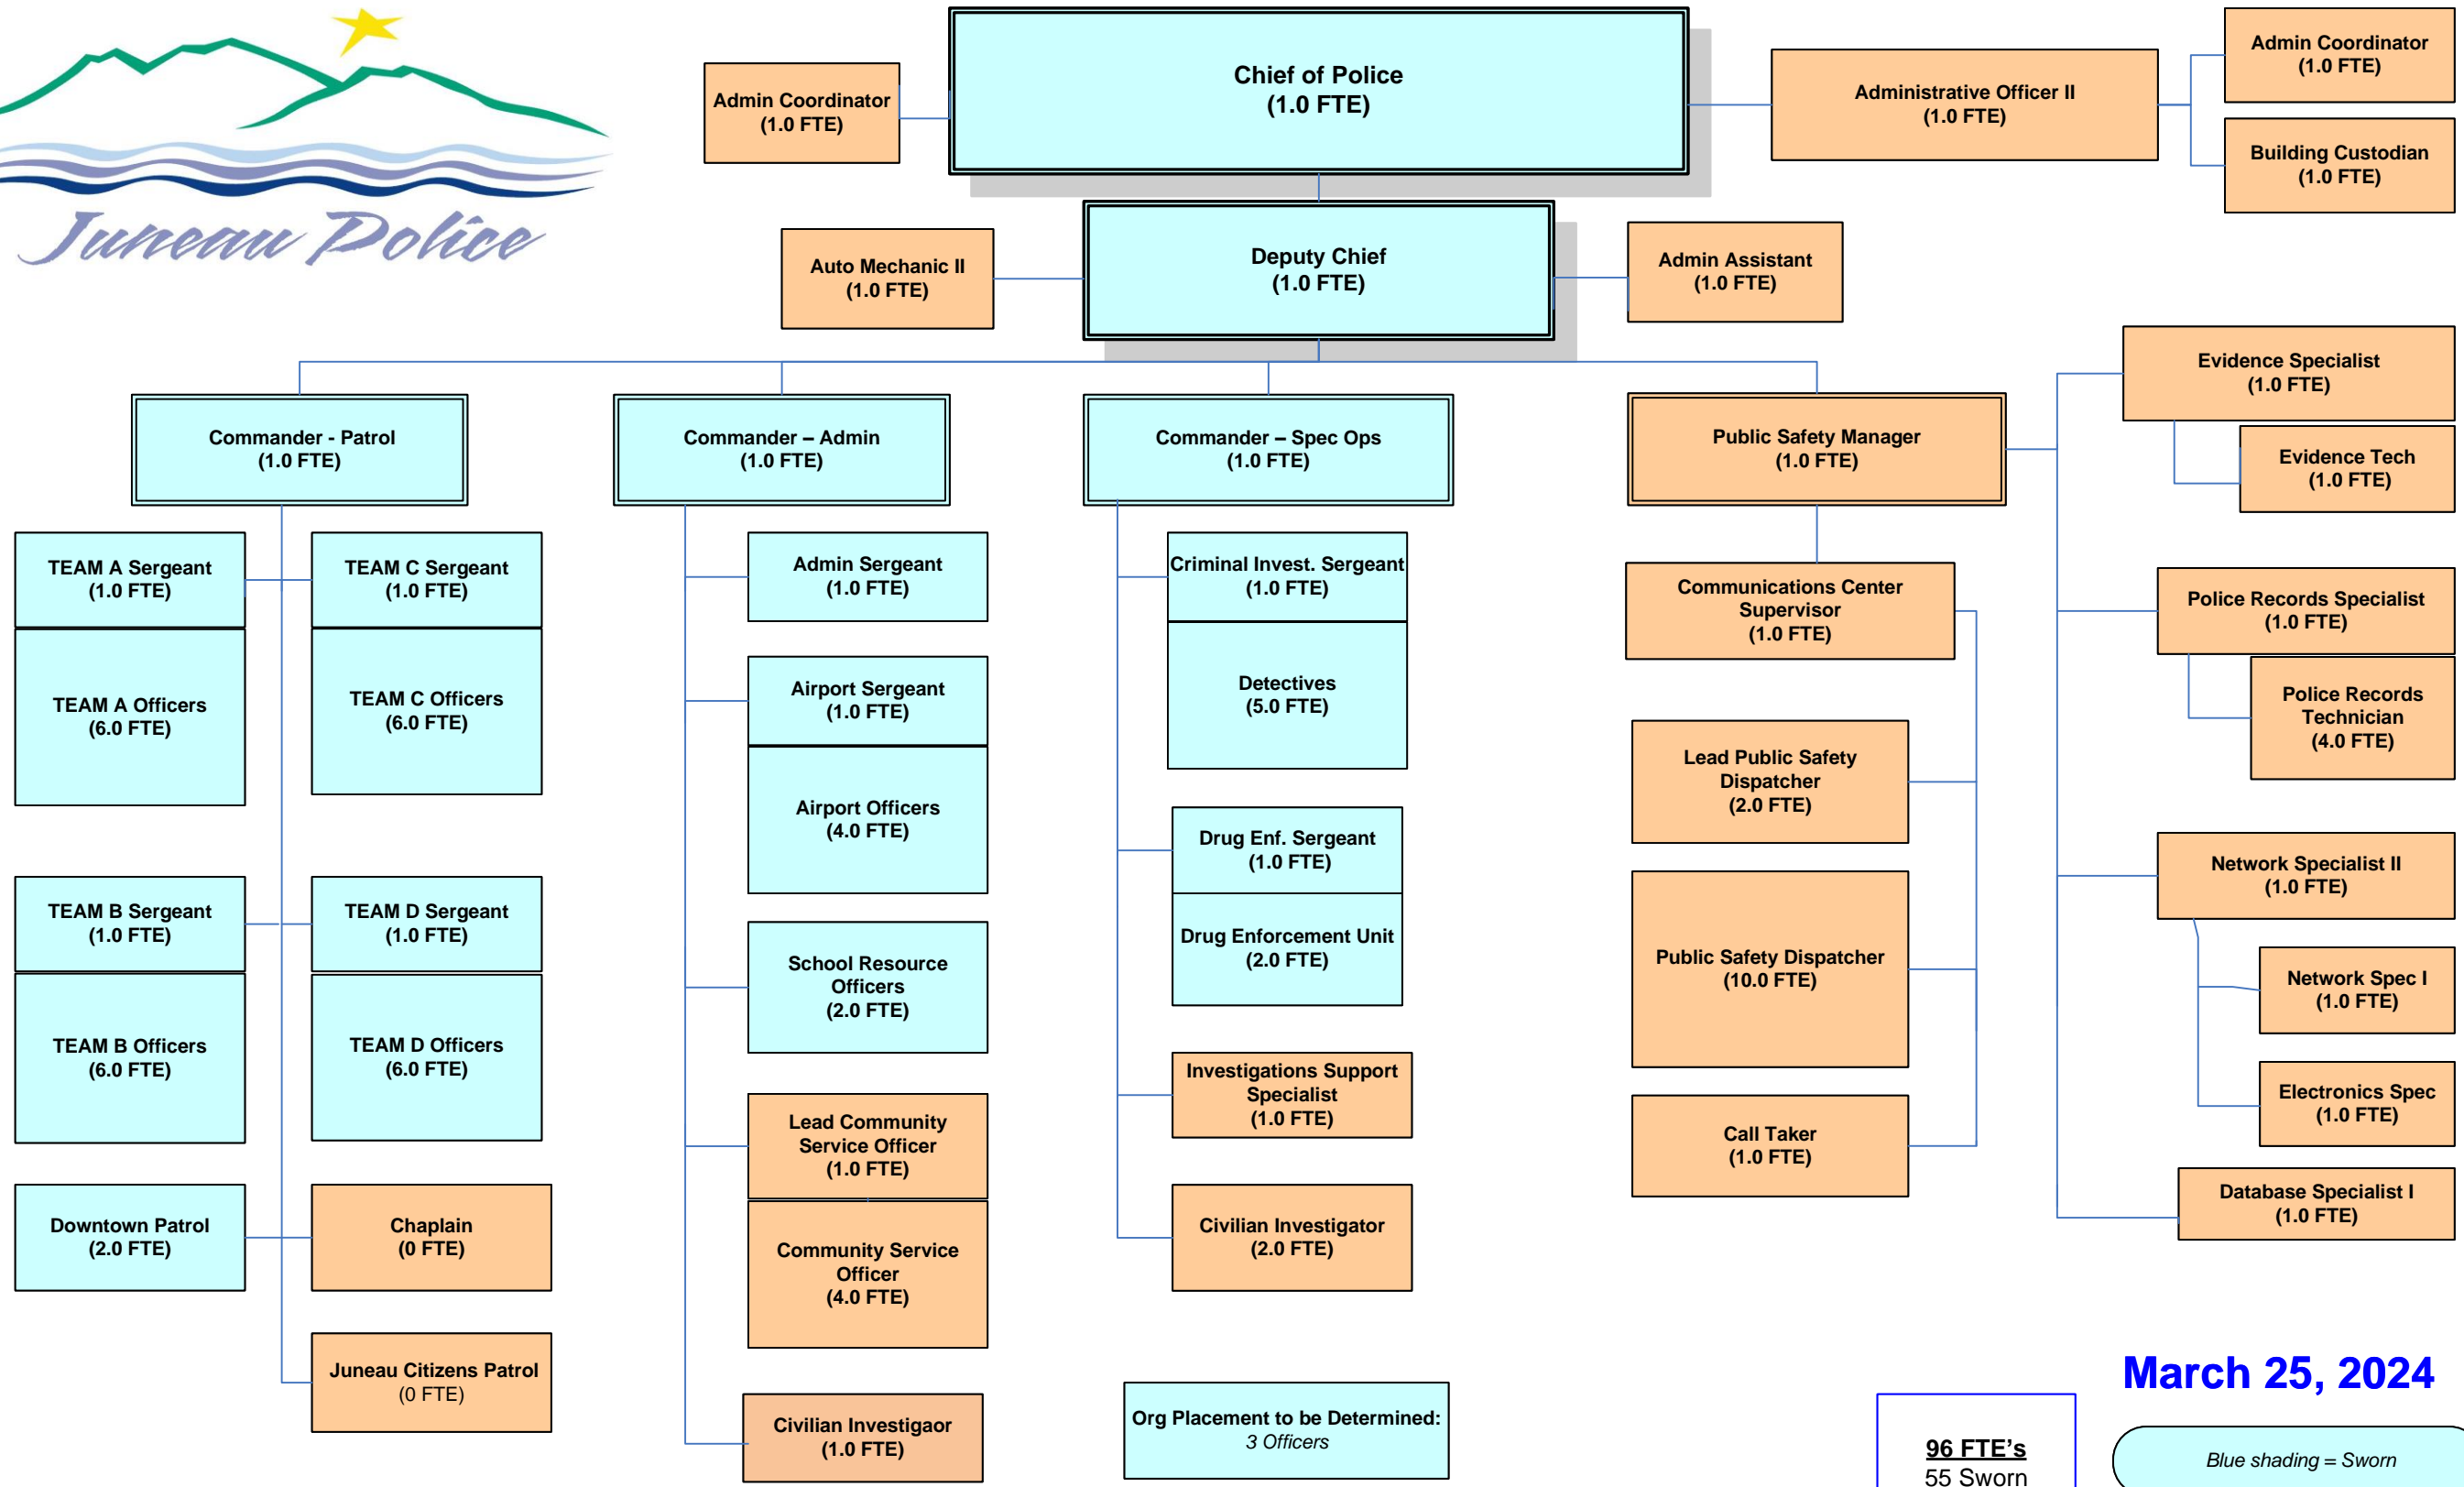 Juneau Police
Chief of Police
(1.0 FTE)
Admin Coordinator
(1.0 FTE)
Administrative Officer II
(1.0 FTE)
Admin Coordinator
(1.0 FTE)
Building Custodian
(1.0 FTE)
Deputy Chief
(1.0 FTE)
Auto Mechanic II
(1.0 FTE)
Admin Assistant
(1.0 FTE)
Commander - Patrol
(1.0 FTE)
TEAM A Sergeant
(1.0 FTE)
TEAM A Officers
(6.0 FTE)
TEAM C Sergeant
(1.0 FTE)
TEAM C Officers
(6.0 FTE)
TEAM B Sergeant
(1.0 FTE)
TEAM B Officers
(6.0 FTE)
TEAM D Sergeant
(1.0 FTE)
TEAM D Officers
(6.0 FTE)
Downtown Patrol
(2.0 FTE)
Chaplain
(0 FTE)
Juneau Citizens Patrol
(0 FTE)
Commander – Admin
(1.0 FTE)
Admin Sergeant
(1.0 FTE)
Airport Sergeant
(1.0 FTE)
Airport Officers
(4.0 FTE)
School Resource
Officers
(2.0 FTE)
Lead Community
Service Officer
(1.0 FTE)
Community Service
Officer
(4.0 FTE)
Civilian Investigaor
(1.0 FTE)
Commander – Spec Ops
(1.0 FTE)
Criminal Invest. Sergeant
(1.0 FTE)
Detectives
(5.0 FTE)
Drug Enf. Sergeant
(1.0 FTE)
Drug Enforcement Unit
(2.0 FTE)
Investigations Support
Specialist
(1.0 FTE)
Civilian Investigator
(2.0 FTE)
Org Placement to be Determined:
3 Officers
Public Safety Manager
(1.0 FTE)
Communications Center
Supervisor
(1.0 FTE)
Lead Public Safety
Dispatcher
(2.0 FTE)
Public Safety Dispatcher
(10.0 FTE)
Call Taker
(1.0 FTE)
Evidence Specialist
(1.0 FTE)
Evidence Tech
(1.0 FTE)
Police Records Specialist
(1.0 FTE)
Police Records
Technician
(4.0 FTE)
Network Specialist II
(1.0 FTE)
Network Spec I
(1.0 FTE)
Electronics Spec
(1.0 FTE)
Database Specialist I
(1.0 FTE)
March 25, 2024
96 FTE's
55 Sworn
Blue shading = Sworn